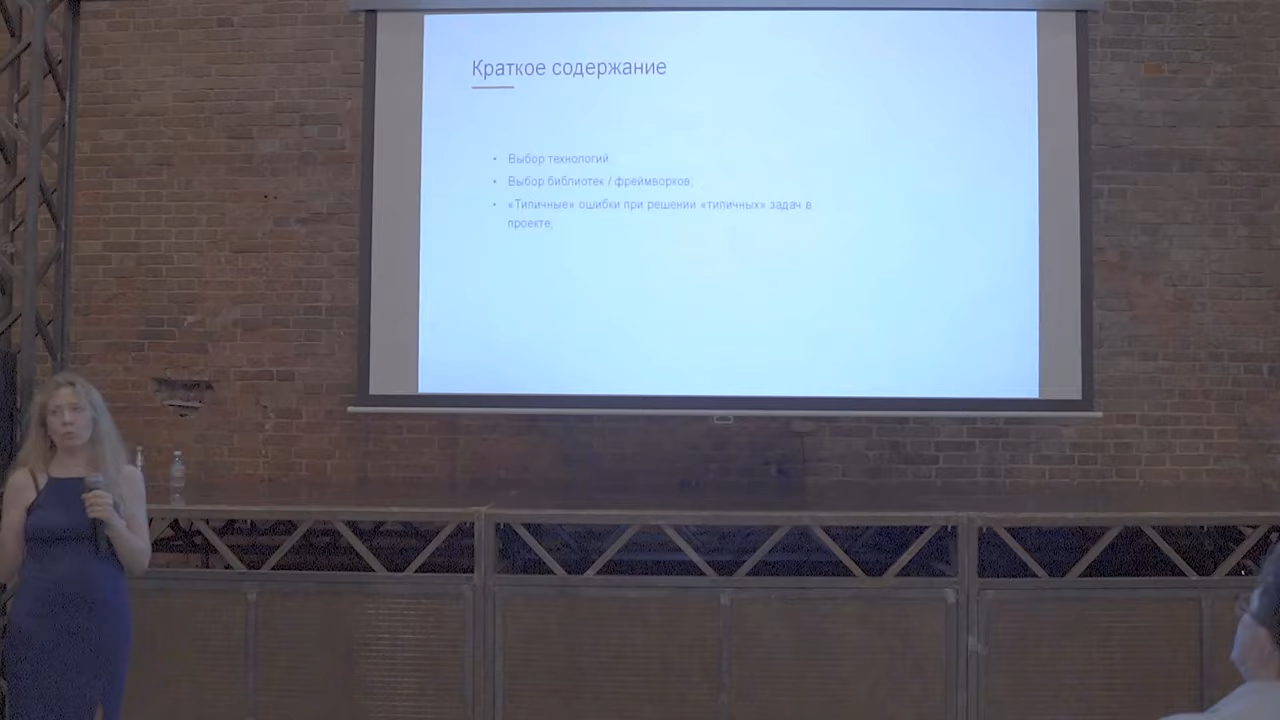 Краткое содержание
• Выбор технологий
• Выбор библиотек / фреймворков;
• «Типичные» ошибки при решении «типичных» задач в
проекте;